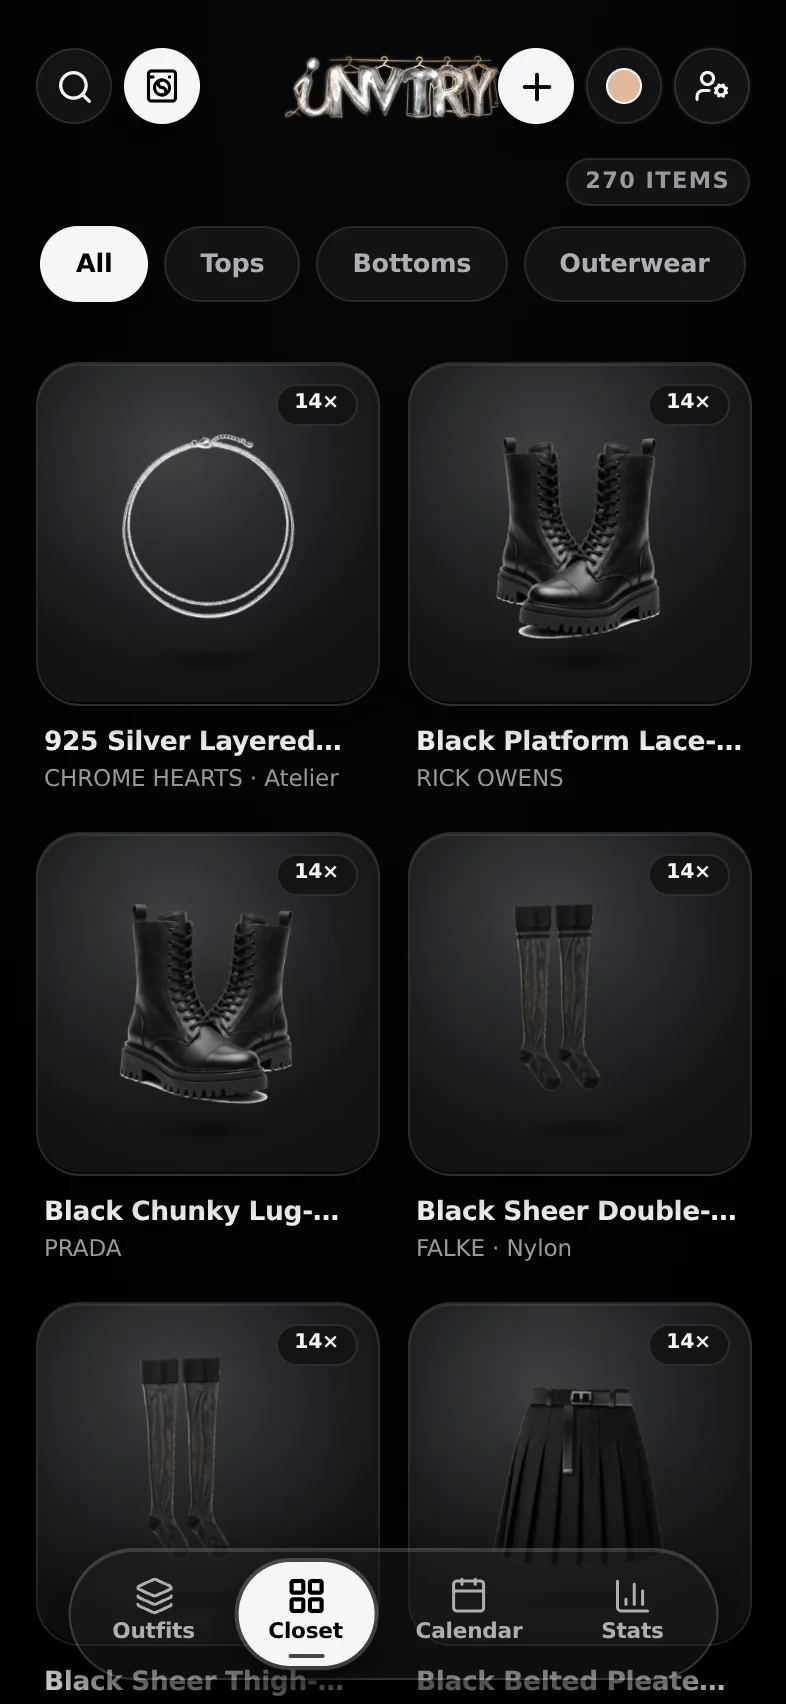 iNVTRY
270 ITEMS
All Tops Bottoms Outerwear
14× 14×
925 Silver Layered... Black Platform Lace-...
CHROME HEARTS · Atelier RICK OWENS
14× 14×
Black Chunky Lug-... Black Sheer Double-...
PRADA FALKE · Nylon
14× 14×
Outfits Closet Calendar Stats
Black Sheer Thigh-... Black Belted Pleate...